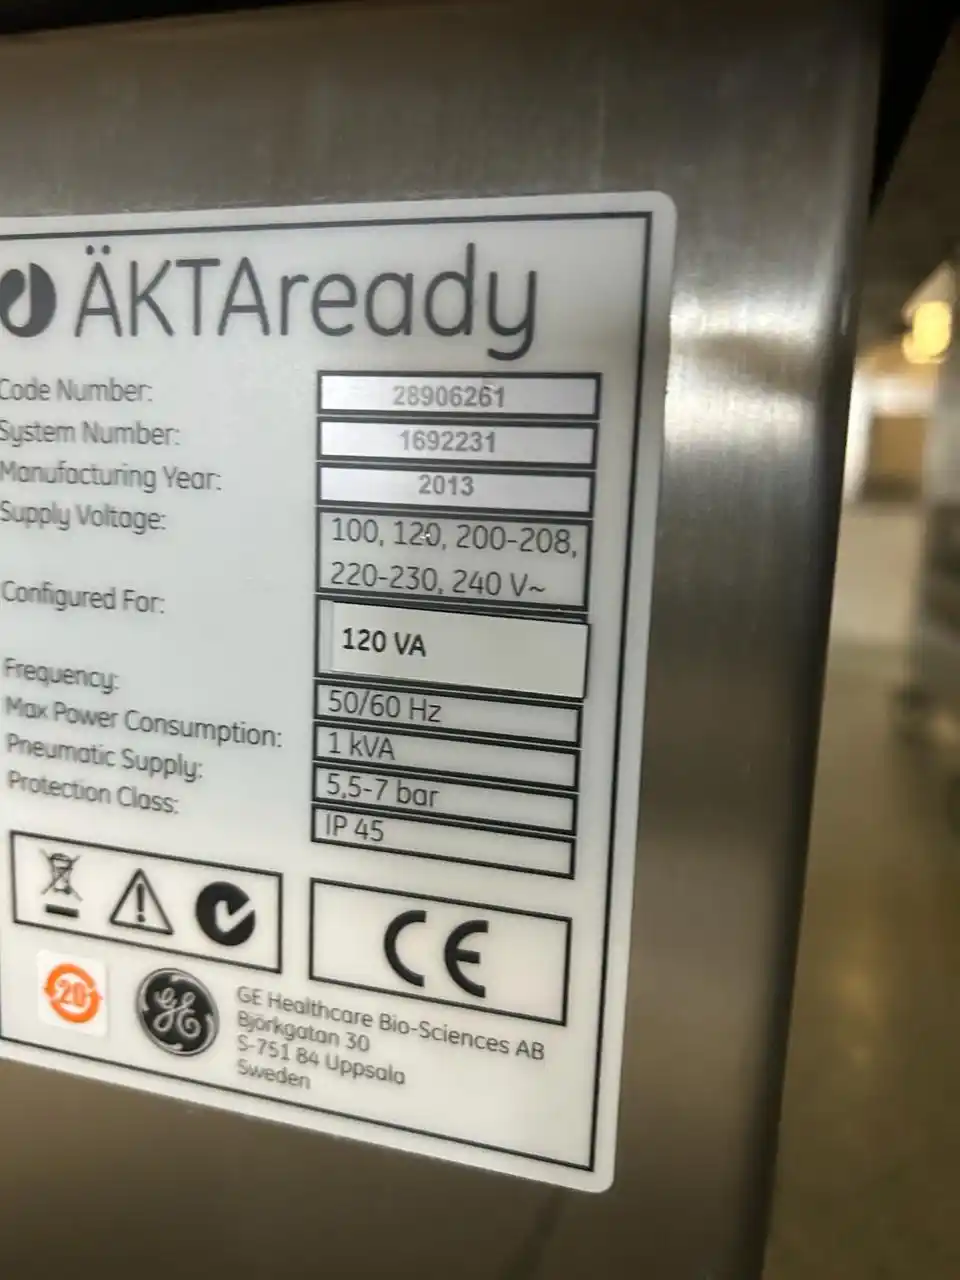 ÄKTAready
Code Number: 28906261
System Number: 1692231
Manufacturing Year: 2013
Supply Voltage: 100, 120, 200-208,
220-230, 240 V~
Configured For: 120 VA
Frequency: 50/60 Hz
Max Power Consumption: 1 kVA
Pneumatic Supply: 5,5-7 bar
Protection Class: IP 45
CE
20
GE
GE Healthcare Bio-Sciences AB
Björkgatan 30
S-751 84 Uppsala
Sweden